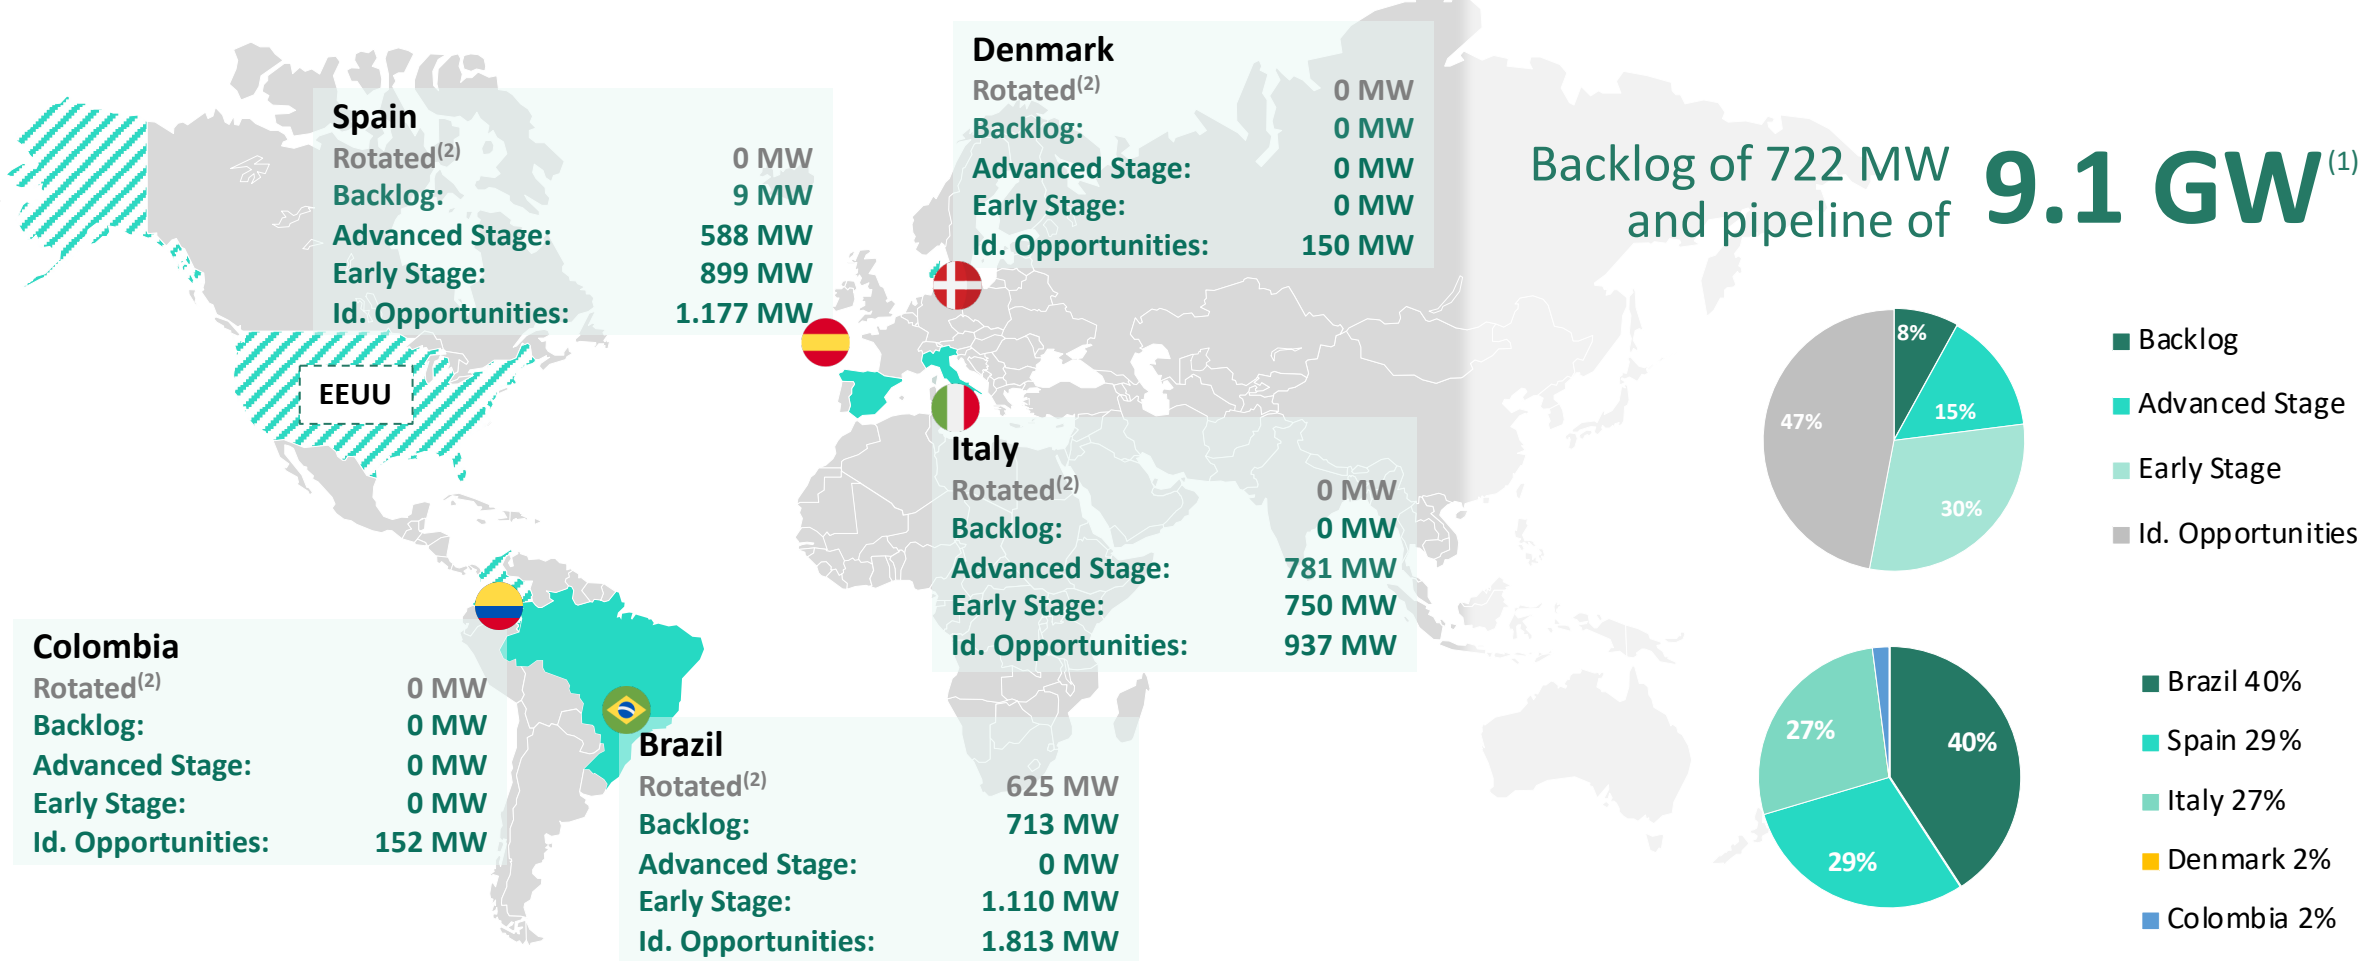 Spain
Rotated(2) 0 MW
Backlog: 9 MW
Advanced Stage: 588 MW
Early Stage: 899 MW
Id. Opportunities: 1.177 MW
Denmark
Rotated(2) 0 MW
Backlog: 0 MW
Advanced Stage: 0 MW
Early Stage: 0 MW
Id. Opportunities: 150 MW
EEUU
Italy
Rotated(2) 0 MW
Backlog: 0 MW
Advanced Stage: 781 MW
Early Stage: 750 MW
Id. Opportunities: 937 MW
Colombia
Rotated(2) 0 MW
Backlog: 0 MW
Advanced Stage: 0 MW
Early Stage: 0 MW
Id. Opportunities: 152 MW
Brazil
Rotated(2) 625 MW
Backlog: 713 MW
Advanced Stage: 0 MW
Early Stage: 1.110 MW
Id. Opportunities: 1.813 MW
Backlog of 722 MW
and pipeline of
9.1 GW(1)
8%
15%
30%
47%
Backlog
Advanced Stage
Early Stage
Id. Opportunities
40%
29%
27%
Brazil 40%
Spain 29%
Italy 27%
Denmark 2%
Colombia 2%